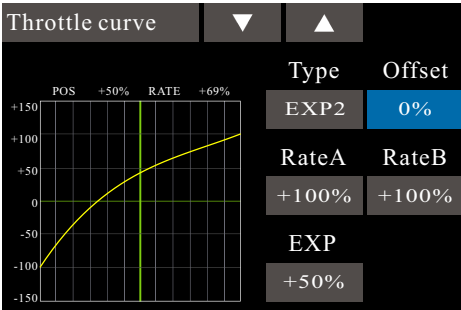 Throttle curve ▼ ▲
Type Offset
EXP2 0%
RateA RateB
+100% +100%
EXP
+50%
POS +50% RATE +69%
+150
+100
+50
0
-50
-100
-150